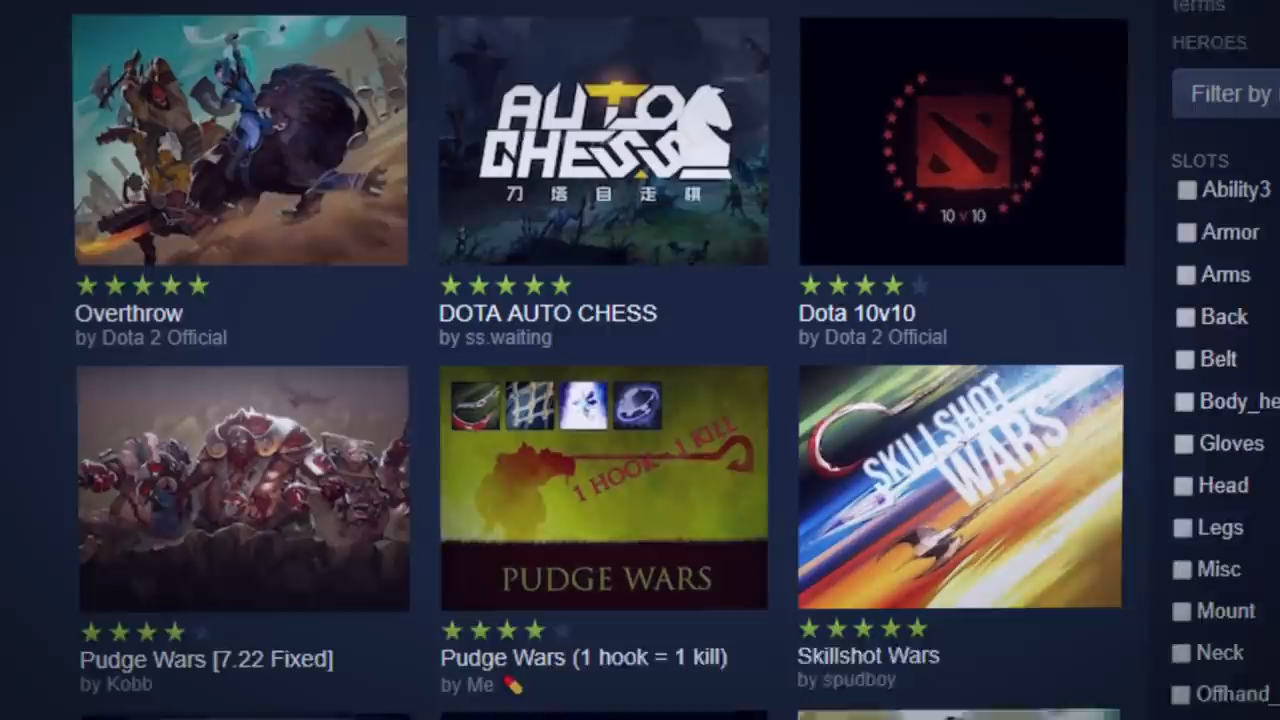 Terms
HEROES
Filter by
SLOTS
Ability3
Armor
Arms
Back
Belt
Body_he
Gloves
Head
Legs
Misc
Mount
Neck
Offhand_
AUTO
CHESS
刀塔自走棋
10 v 10
Overthrow
by Dota 2 Official
DOTA AUTO CHESS
by ss.waiting
Dota 10v10
by Dota 2 Official
1 HOOK - 1 KILL
PUDGE WARS
SKILLSHOT
WARS
Pudge Wars [7.22 Fixed]
by Kobb
Pudge Wars (1 hook = 1 kill)
by Me
Skillshot Wars
by spudboy